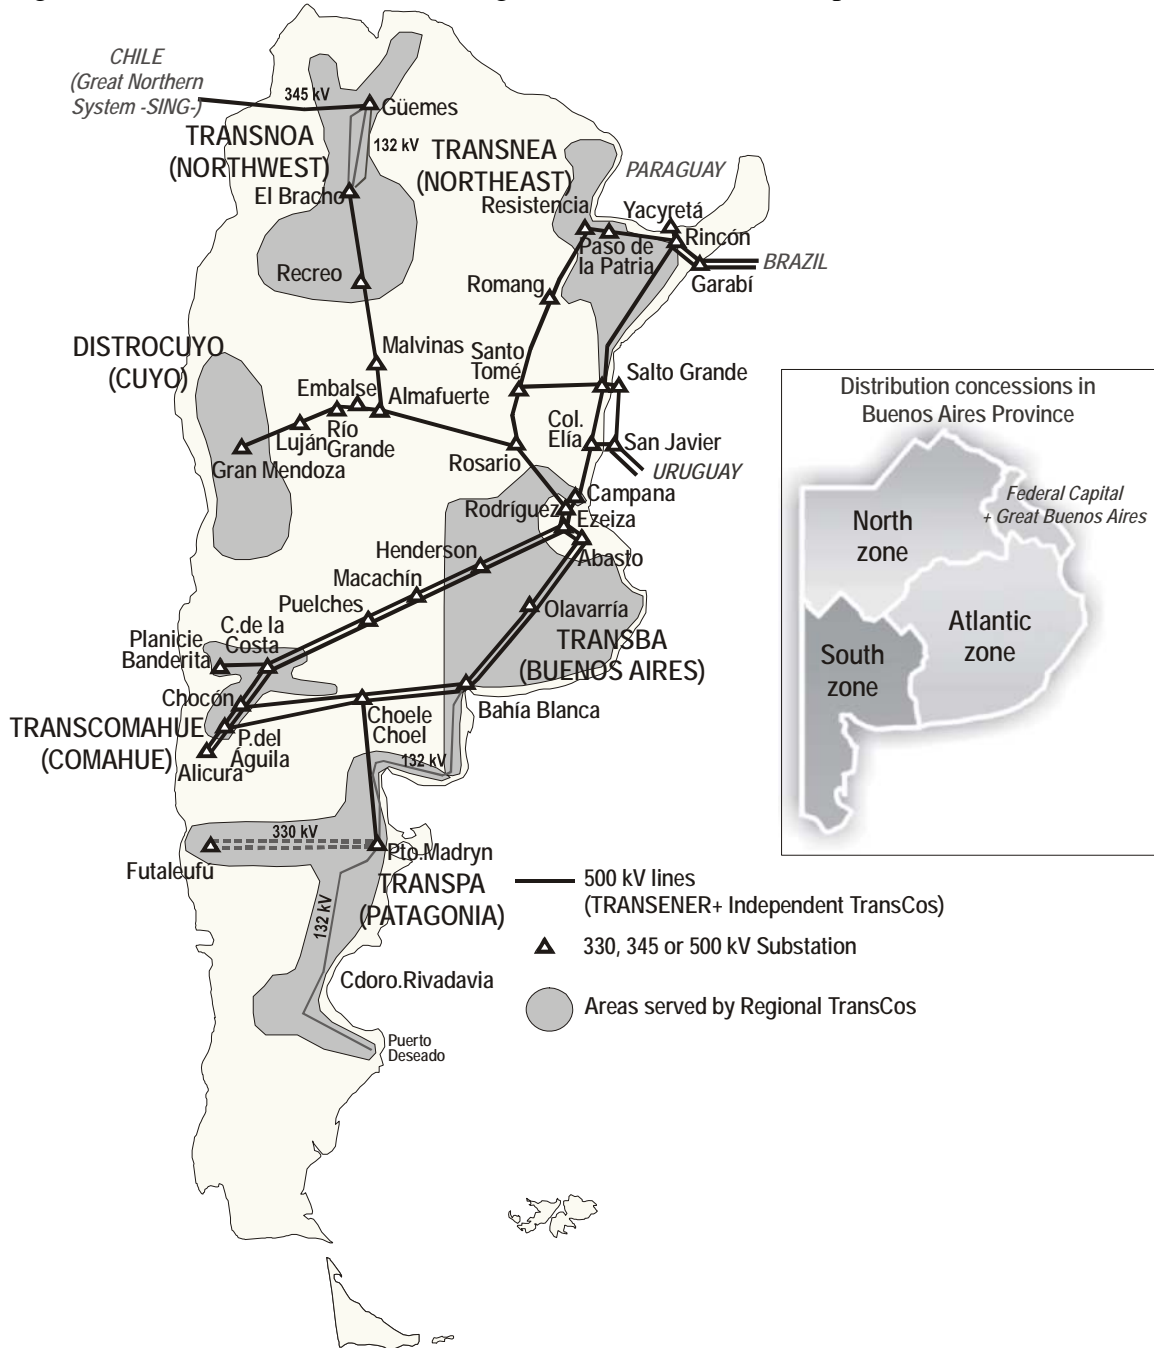 CHILE
(Great Northern
System -SING-)
345 kV
Güemes
TRANSNOA
(NORTHWEST)
132 kV
TRANSNEA
(NORTHEAST)
PARAGUAY
El Bracho
Resistencia
Yacyretá
Rincón
Paso de
la Patria
BRAZIL
Garabí
Recreo
Romang
DISTROCUYO
(CUYO)
Malvinas
Santo
Tomé
Salto Grande
Embalse
Almafuerte
Río
Grande
Luján
Gran Mendoza
Col.
Elía
San Javier
Rosario
URUGUAY
Campana
Rodríguez
Ezeiza
Abasto
Henderson
Macachín
Puelches
Olavarría
C.de la
Costa
Planicie
Banderita
TRANSBA
(BUENOS AIRES)
Chocón
Bahía Blanca
Choele
Choel
TRANSCOMAHUE
(COMAHUE)
P.del
Águila
Alicura
132 kV
330 kV
Futaleufú
Pto.Madryn
TRANSPA
(PATAGONIA)
132 kV
Cdoro.Rivadavia
Puerto
Deseado
500 kV lines
(TRANSENER+ Independent TransCos)
330, 345 or 500 kV Substation
Areas served by Regional TransCos
Distribution concessions in
Buenos Aires Province
Federal Capital
+ Great Buenos Aires
North
zone
Atlantic
zone
South
zone